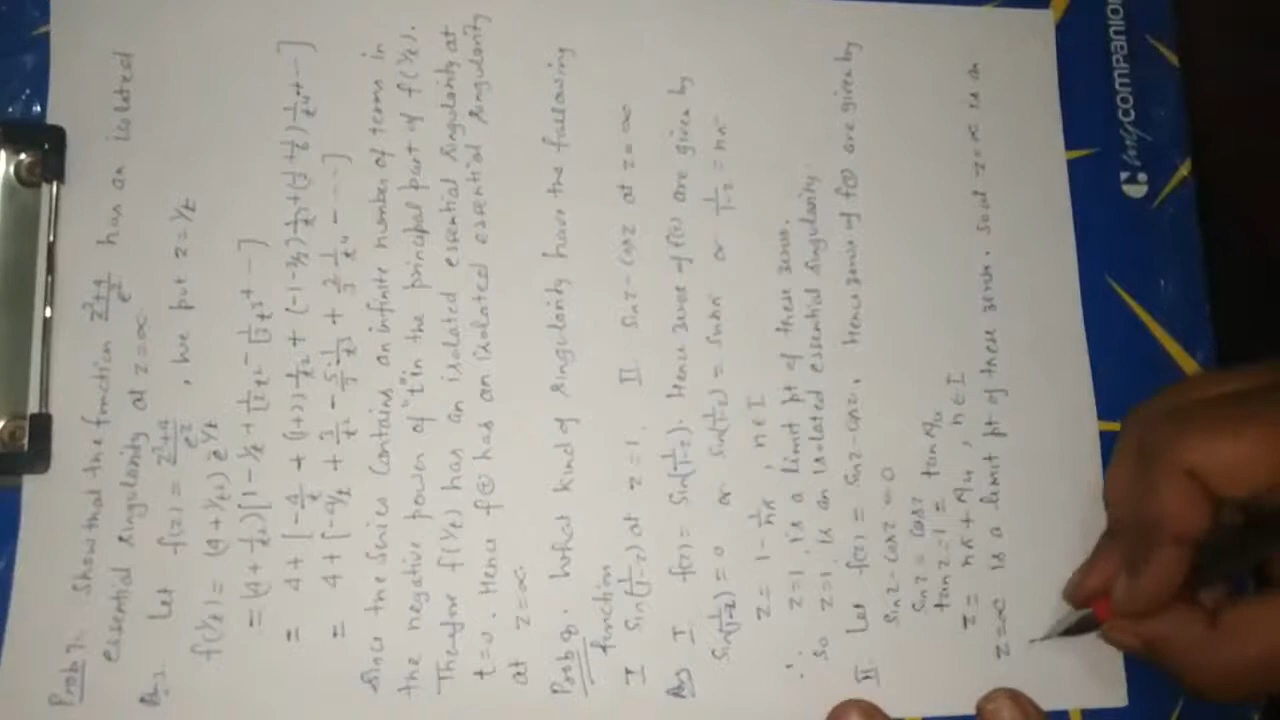 Prob 7. Show that the function (z²+4)/e^z has an isolated
essential singularity at z=∞
Ans Let f(z) = (z²+4)/e^z , we put z = 1/t
f(1/t) = (4 + 1/t²) e^(-1/t)
= (4 + 1/t²) [1 - 1/t + 1/(2 t²) - 1/(3 t³) + ---]
= 4 + [- 4/t + (1+2) 1/t² + (-1-2/3) 1/t³ +
= 4 + [-4/t + 3/t² - 5/3 · 1/t³ + 2/3 · 1/t⁴ - ----]
Since the series contains an infinite number of terms in
the negative power of "t" in the principal part of f(1/t).
Therefore f(1/t) has an isolated essential singularity at
t=0. Hence f(z) has an isolated essential singularity
at z=∞.
Prob 8. What kind of singularity have the following
function
I sin(1/(1-z)) at z=1. II sin z - cos z at z=∞
Ans I f(z) = sin(1/(1-z)). Hence zeros of f(z) are given by
sin(1/(1-z)) = 0 or sin(1/(1-z)) = sin nπ or 1/(1-z) = nπ
z = 1 - 1/nπ , n∈I
∴ z=1 is a limit pt of these zeros.
So z=1 is an isolated essential singularity.
II Let f(z) = sin z - cos z. Hence zeros of f(z) are given by
sin z - cos z = 0
sin z = cos z
tan z = 1 = tan π/4
z = nπ + π/4 , n∈I
z=∞ is a limit pt of these zeros. So at z=∞ is an
mycompanion